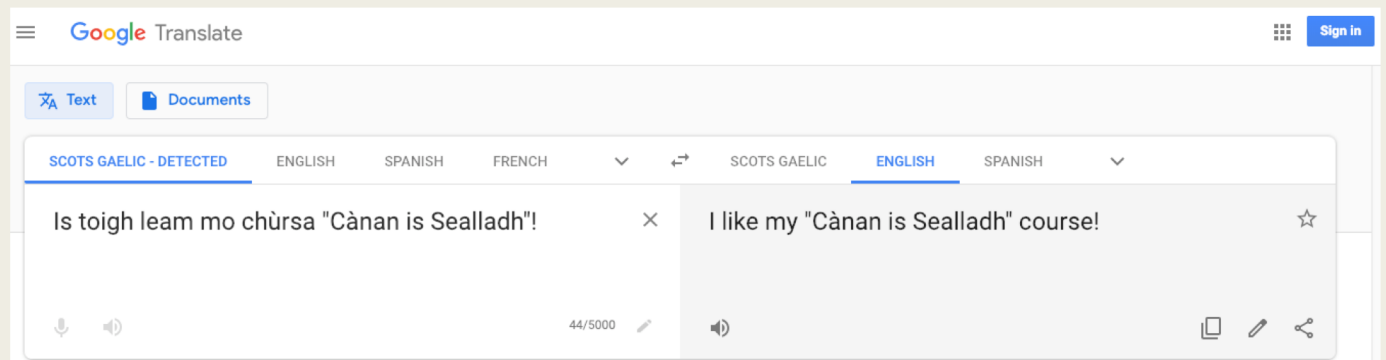 Google Translate
Sign in
Text
Documents
SCOTS GAELIC - DETECTED ENGLISH SPANISH FRENCH SCOTS GAELIC ENGLISH SPANISH
Is toigh leam mo chùrsa "Cànan is Sealladh"!
I like my "Cànan is Sealladh" course!
44/5000